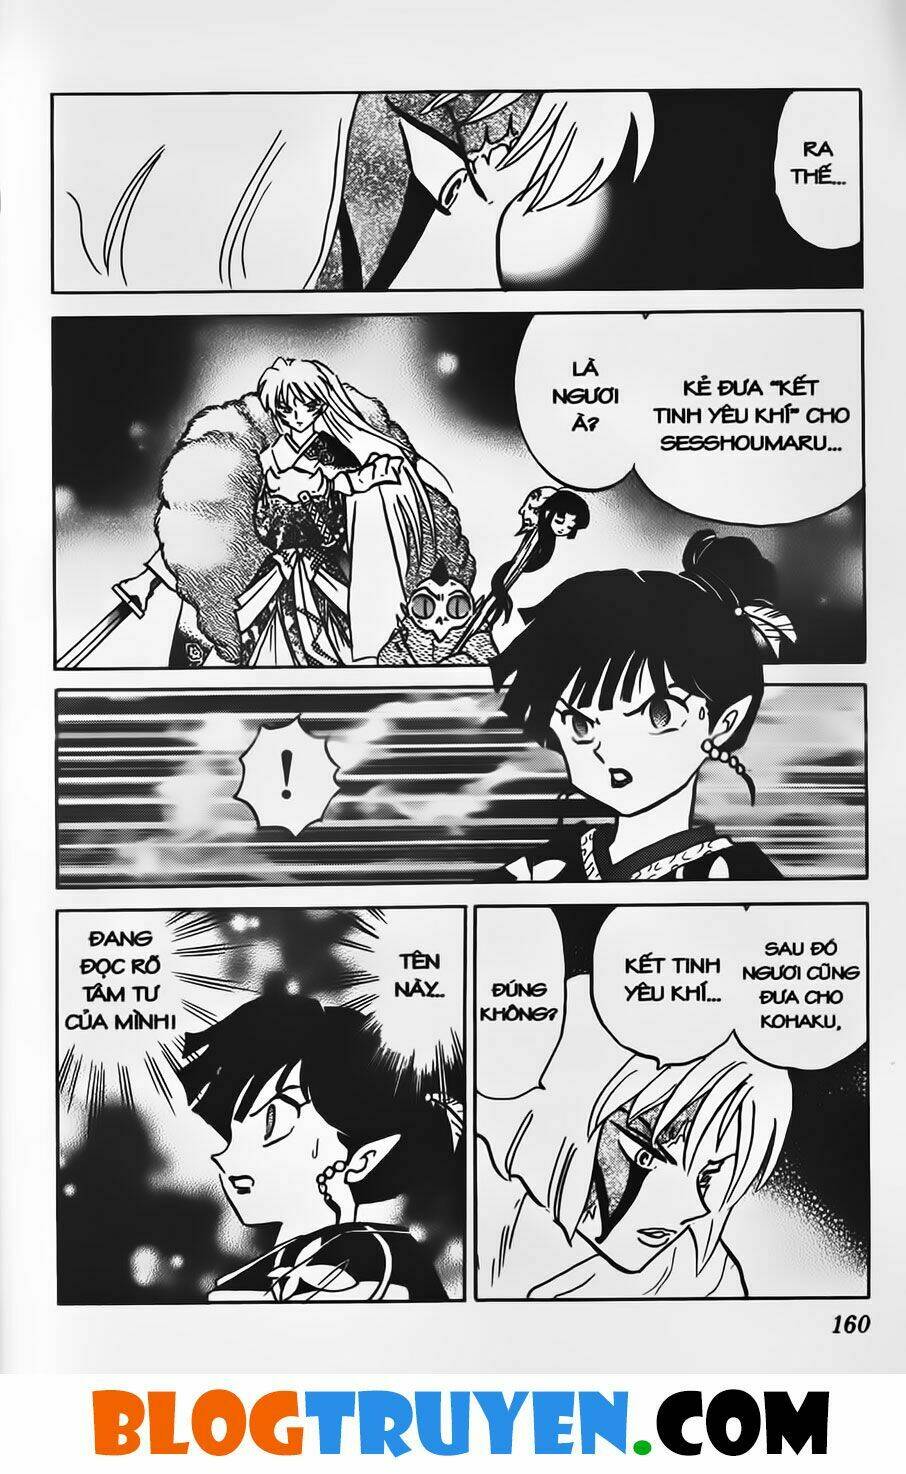 RA
THẾ...
KẺ ĐƯA "KẾT
TINH YÊU KHÍ" CHO
SESSHOUMARU...
LÀ
NGƯƠI
À?
!
SAU ĐÓ
NGƯƠI CŨNG
ĐƯA CHO
KOHAKU,
KẾT TINH
YÊU KHÍ...
ĐÚNG
KHÔNG?
TÊN
NÀY...
ĐANG
ĐỌC RÕ
TÂM TƯ
CỦA MÌNH!
160
BLOGTRUYEN.COM